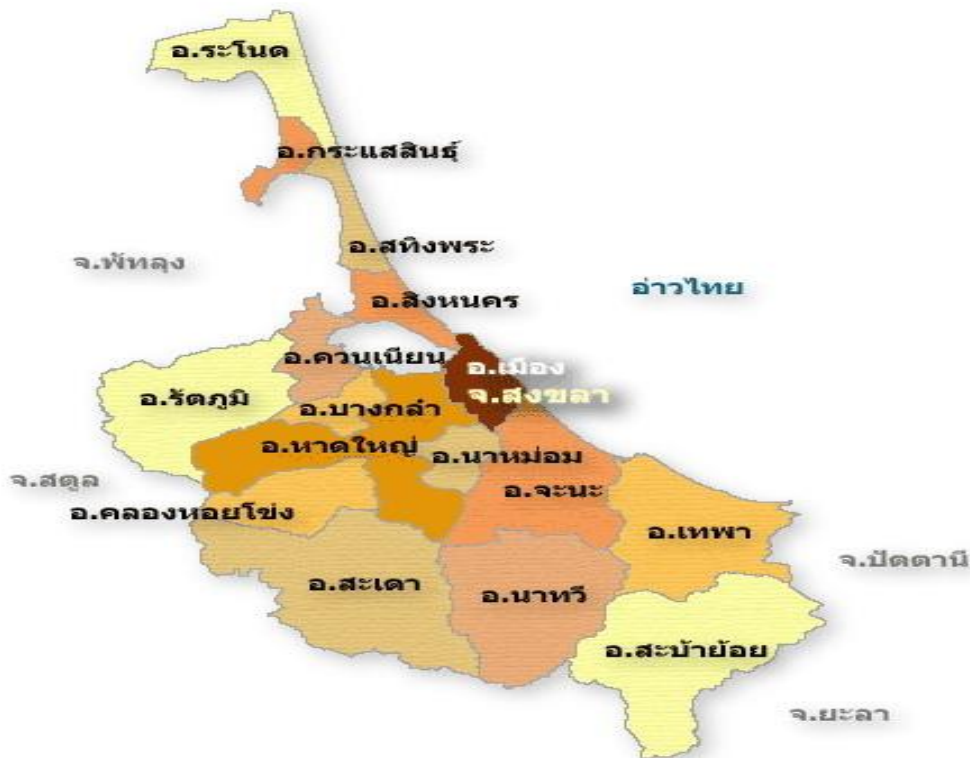 อ.ระโนด
อ.กระแสสินธุ์
อ.สทิงพระ
จ.พัทลุง
อ่าวไทย
อ.สิงหนคร
อ.ควนเนียน
อ.เมือง
จ.สงขลา
อ.รัตภูมิ
อ.บางกล่ำ
อ.หาดใหญ่
อ.นาหม่อม
จ.สตูล
อ.จะนะ
อ.คลองหอยโข่ง
อ.เทพา
จ.ปัตตานี
อ.สะเดา
อ.นาทวี
อ.สะบ้าย้อย
จ.ยะลา